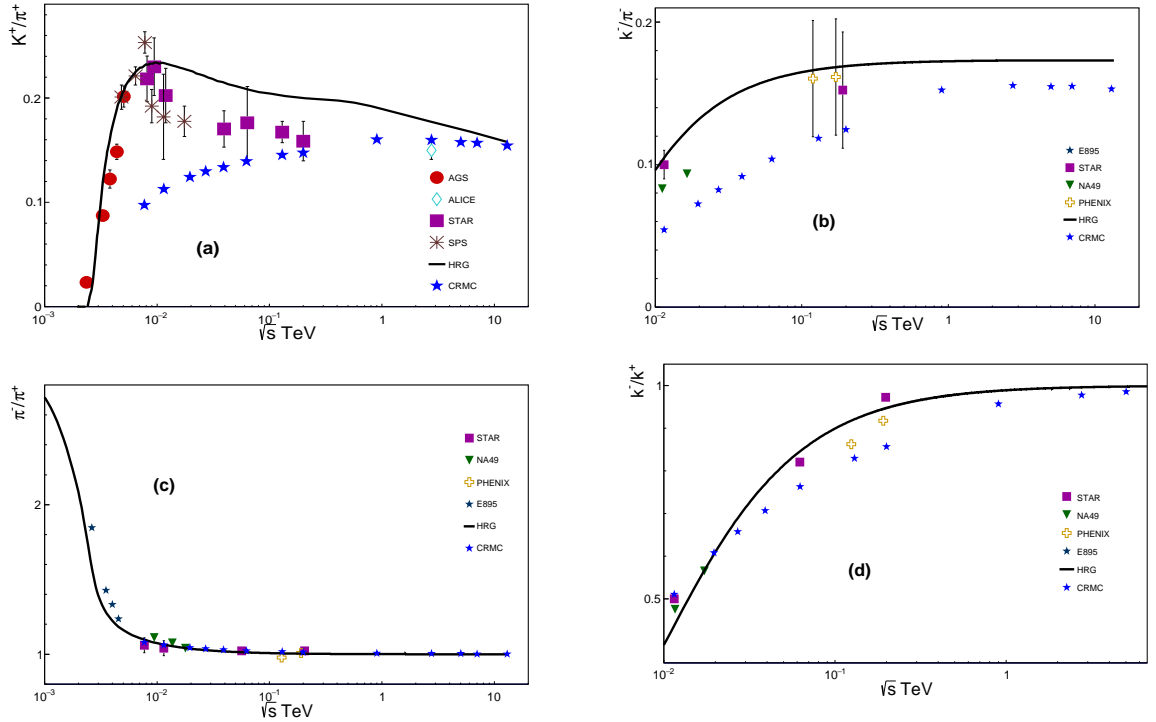 K⁺/π⁺
0.2
0.1
0
AGS
ALICE
STAR
SPS
HRG
CRMC
(a)
10⁻³ 10⁻² 10⁻¹ 1 10
√s TeV
k⁻/π⁻
0.2
0.1
0
E895
STAR
NA49
PHENIX
HRG
CRMC
(b)
10⁻² 10⁻¹ 1 10
√s TeV
π⁻/π⁺
2
1
STAR
NA49
PHENIX
E895
HRG
CRMC
(c)
10⁻³ 10⁻² 10⁻¹ 1 10
√s TeV
k⁻/k⁺
1
0.5
STAR
NA49
PHENIX
E895
HRG
CRMC
(d)
10⁻² 10⁻¹ 1
√s TeV